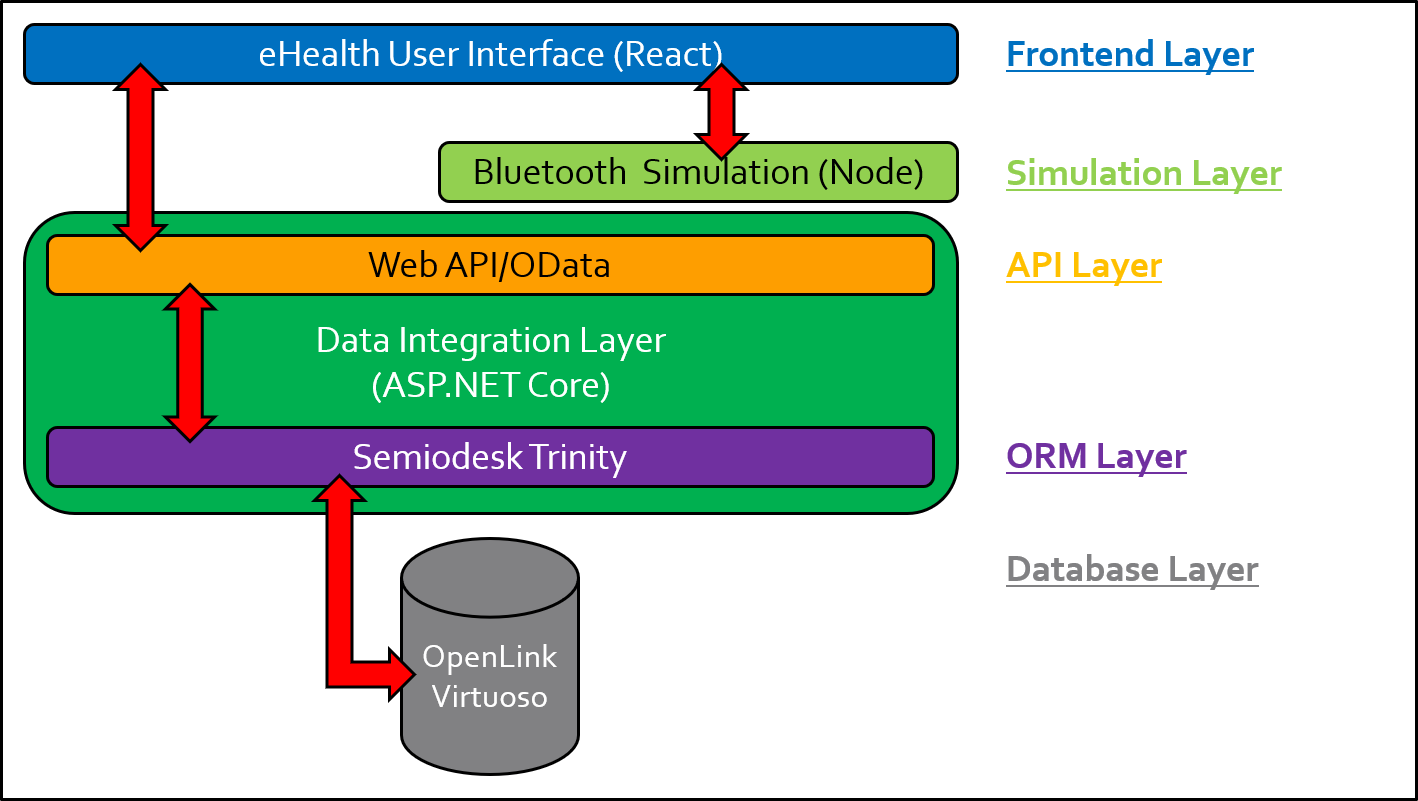 eHealth User Interface (React)
Frontend Layer
Bluetooth  Simulation (Node)
Simulation Layer
Web API/OData
API Layer
Data Integration Layer
(ASP.NET Core)
Semiodesk Trinity
ORM Layer
Database Layer
OpenLink
Virtuoso